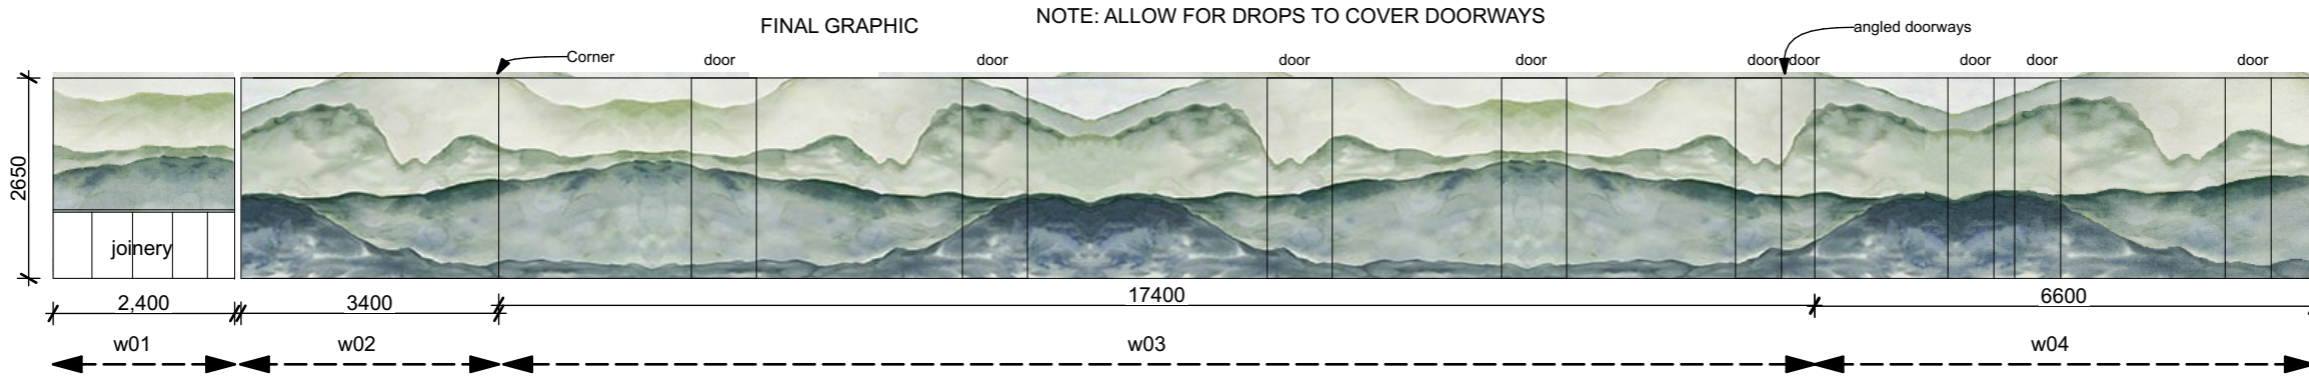 FINAL GRAPHIC
NOTE: ALLOW FOR DROPS TO COVER DOORWAYS
angled doorways
Corner
door
door
door
door
door
door
door
door
door
2650
joinery
2,400
3400
17400
6600
w01
w02
w03
w04